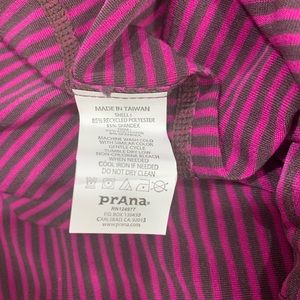 MADE IN TAIWAN
SHELL
85% RECYCLED POLYESTER
15% SPANDEX
MACHINE WASH COLD
WITH SIMILAR COLOR
GENTLE CYCLE
TUMBLE DRY LOW
NON-CHLORINE BLEACH
WHEN NEEDED
COOL IRON IF NEEDED
DO NOT DRY CLEAN
prAna
PO BOX
CARLSBAD CA
www.prana.com